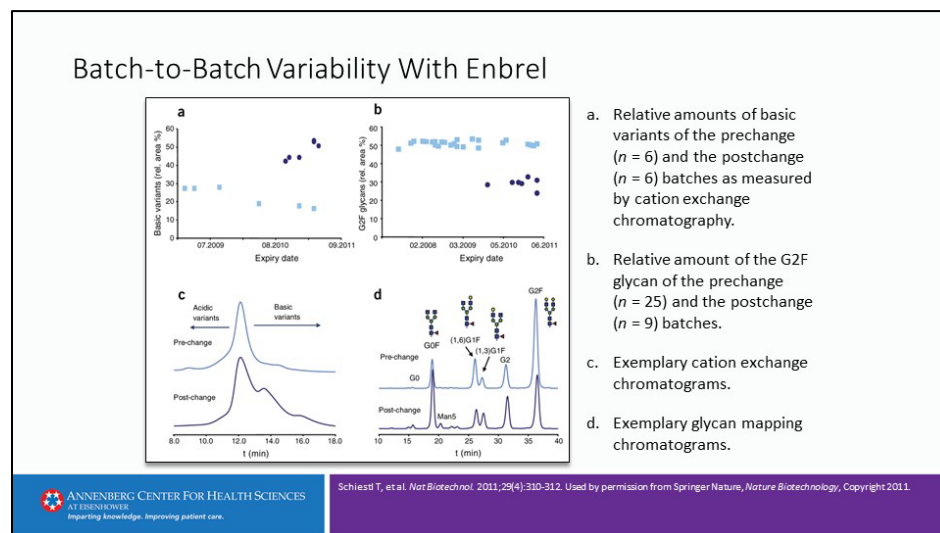 Batch-to-Batch Variability With Enbrel
a
Basic variants (rel. area %)
60
50
40
30
20
10
0
07.2009
08.2010
09.2011
Expiry date
b
G2F glycans (rel. area %)
60
50
40
30
20
10
0
02.2008
03.2009
05.2010
06.2011
Expiry date
c
Acidic
variants
Basic
variants
Pre-change
Post-change
8.0
10.0
12.0
14.0
16.0
18.0
t (min)
d
G2F
G0F
(1,6)G1F
(1,3)G1F
G2
Pre-change
G0
Post-change
Man5
10
15
20
25
30
35
40
t (min)
a. Relative amounts of basic
variants of the prechange
(n = 6) and the postchange
(n = 6) batches as measured
by cation exchange
chromatography.
b. Relative amount of the G2F
glycan of the prechange
(n = 25) and the postchange
(n = 9) batches.
c. Exemplary cation exchange
chromatograms.
d. Exemplary glycan mapping
chromatograms.
ANNENBERG CENTER FOR HEALTH SCIENCES
AT EISENHOWER
Imparting knowledge. Improving patient care.
Schiestl T, et al. Nat Biotechnol. 2011;29(4):310-312. Used by permission from Springer Nature, Nature Biotechnology, Copyright 2011.